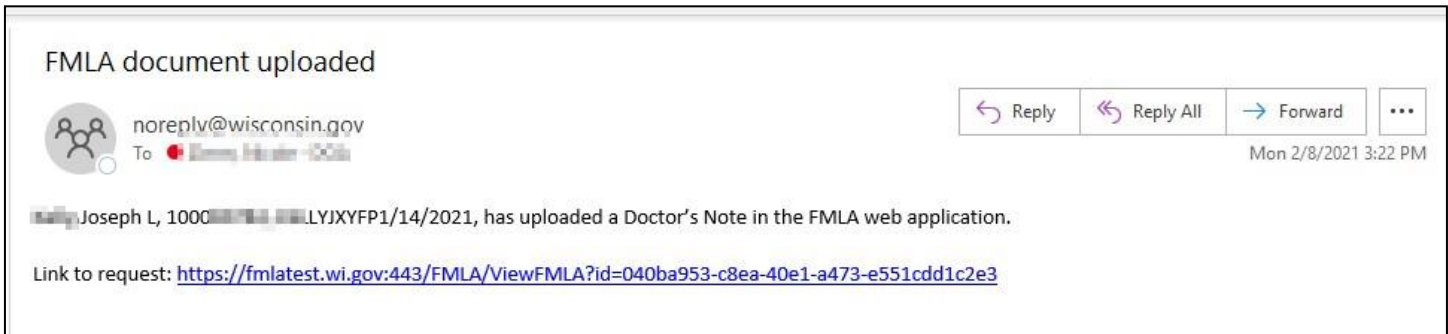 FMLA document uploaded
noreply@wisconsin.gov
To
Reply
Reply All
Forward
Mon 2/8/2021 3:22 PM
Joseph L, 1000 LYJXYFP1/14/2021, has uploaded a Doctor's Note in the FMLA web application.
Link to request: https://fmlatest.wi.gov:443/FMLA/ViewFMLA?id=040ba953-c8ea-40e1-a473-e551cdd1c2e3